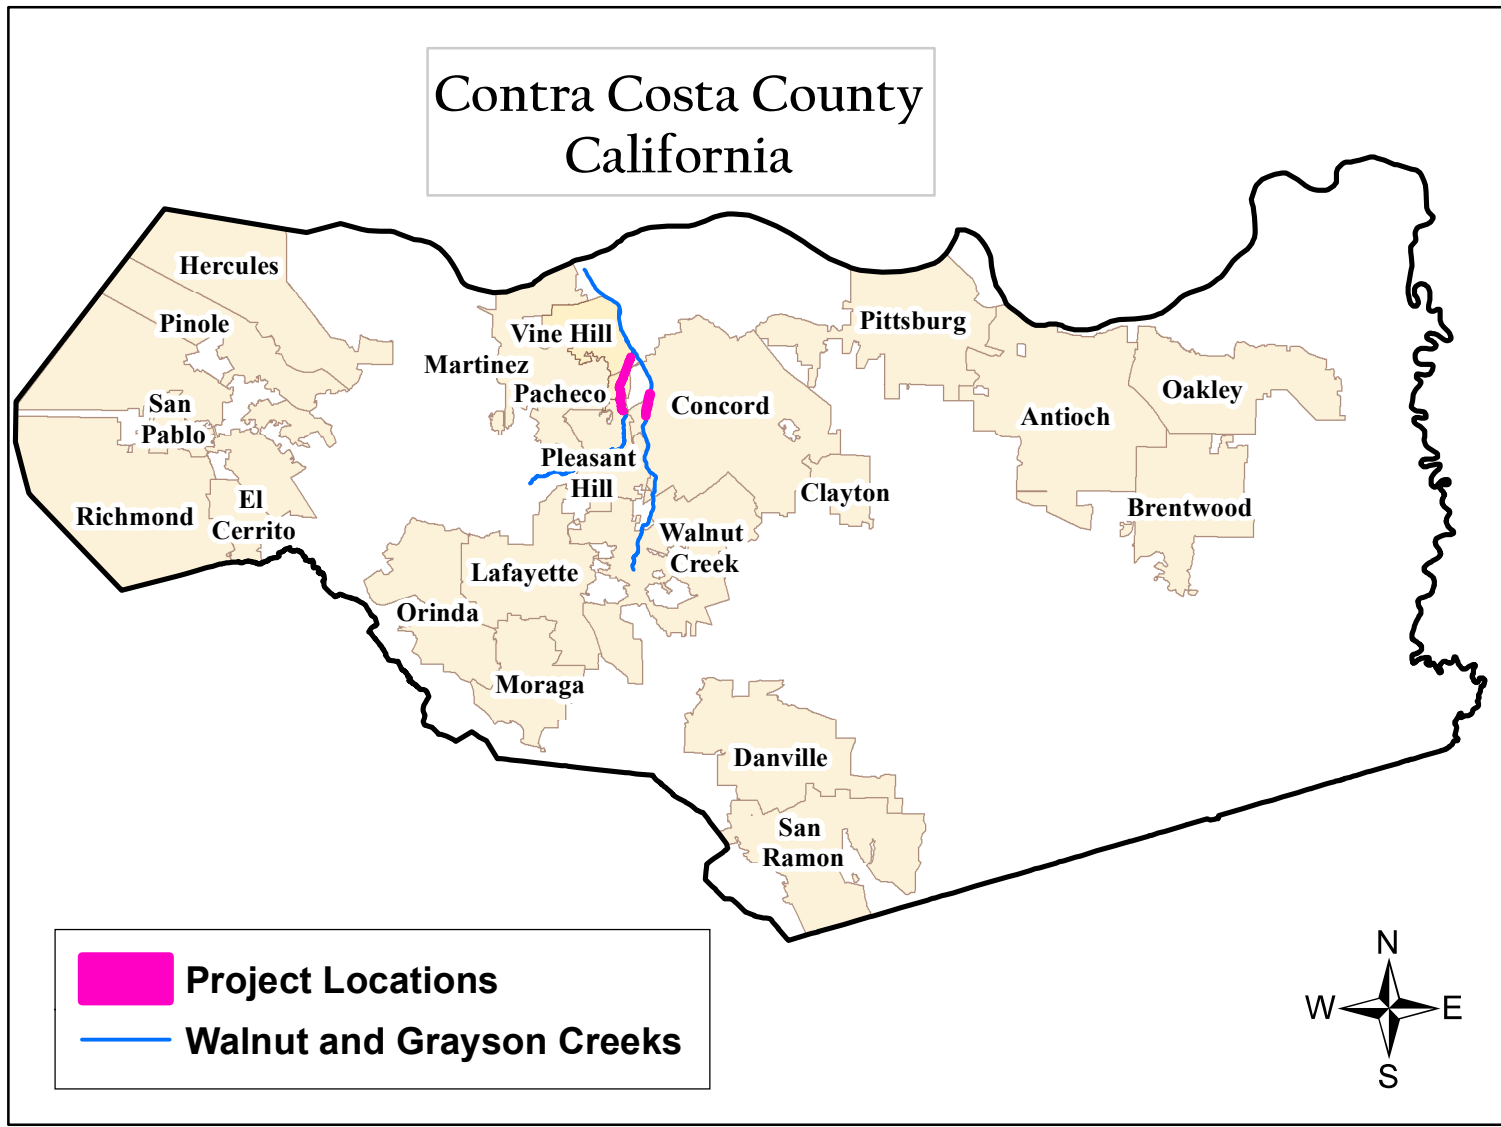 Contra Costa County
California
Hercules
Pinole
Vine Hill
Pittsburg
Martinez
Pacheco
Concord
Oakley
Antioch
San
Pablo
Pleasant
Hill
Clayton
Brentwood
Richmond
El
Cerrito
Walnut
Creek
Lafayette
Orinda
Moraga
Danville
San
Ramon
Project Locations
Walnut and Grayson Creeks
N
W
E
S